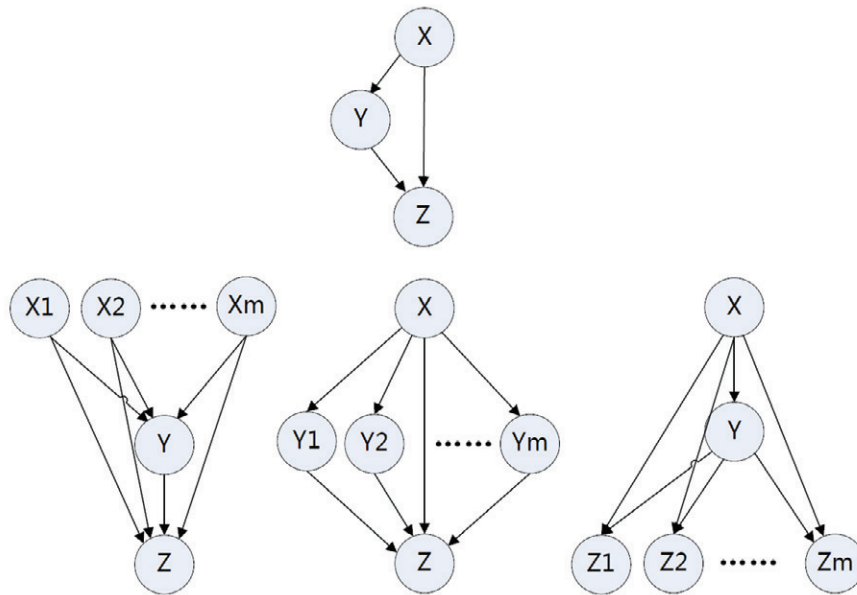 X
Y
Z
X1 X2 ...... Xm X X
Y Y1 Y2 ...... Ym Y
Z Z Z1 Z2 ...... Zm